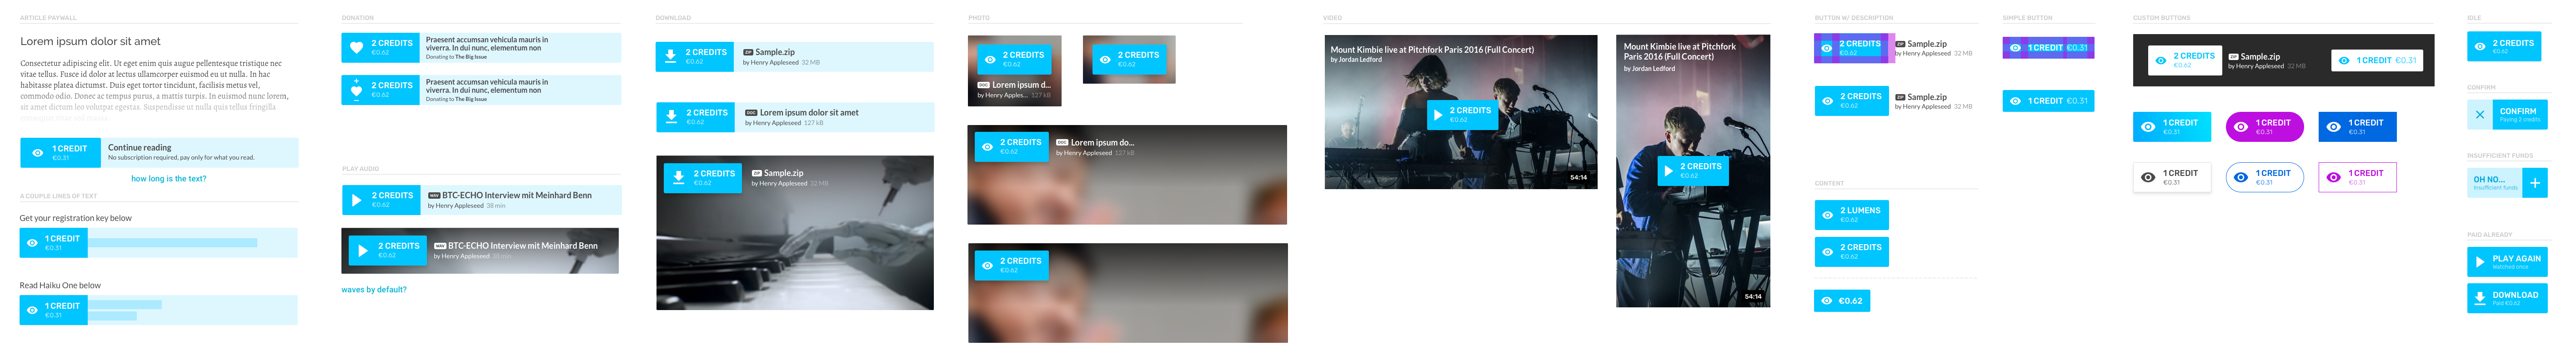 ARTICLE PAYWALL
Lorem ipsum dolor sit amet
Consectetur adipiscing elit. Ut eget enim quis augue pellentesque tristique nec
vitae tellus. Fusce id dolor at lectus ullamcorper euismod eu ut nulla. In hac
habitasse platea dictumst. Duis eget tortor tincidunt, facilisis metus vel,
commodo odio. Donec ac tempus purus, a mattis turpis. In euismod nunc lorem,
sit amet dictum leo volutpat egestas. Suspendisse ut nulla quis tellus fringilla
1 CREDIT
€0.31
Continue reading
No subscription required, pay only for what you read.
how long is the text?
A COUPLE LINES OF TEXT
Get your registration key below
1 CREDIT
€0.31
Read Haiku One below
1 CREDIT
€0.31
DONATION
2 CREDITS
€0.62
Praesent accumsan vehicula mauris in
viverra. In dui nunc, elementum non
Donating to The Big Issue
2 CREDITS
€0.62
Praesent accumsan vehicula mauris in
viverra. In dui nunc, elementum non
Donating to The Big Issue
PLAY AUDIO
2 CREDITS
€0.62
WAV BTC-ECHO Interview mit Meinhard Benn
by Henry Appleseed 38 min
2 CREDITS
€0.62
WAV BTC-ECHO Interview mit Meinhard Benn
by Henry Appleseed 38 min
waves by default?
DOWNLOAD
2 CREDITS
€0.62
ZIP Sample.zip
by Henry Appleseed 32 MB
2 CREDITS
€0.62
DOC Lorem ipsum dolor sit amet
by Henry Appleseed 127 kB
2 CREDITS
€0.62
ZIP Sample.zip
by Henry Appleseed 32 MB
PHOTO
2 CREDITS
€0.62
DOC Lorem ipsum d...
by Henry Apples... 127 kB
2 CREDITS
€0.62
2 CREDITS
€0.62
DOC Lorem ipsum do...
by Henry Appleseed 127 kB
2 CREDITS
€0.62
VIDEO
Mount Kimbie live at Pitchfork Paris 2016 (Full Concert)
by Jordan Ledford
2 CREDITS
€0.62
54:14
Mount Kimbie live at Pitchfork
Paris 2016 (Full Concert)
by Jordan Ledford
2 CREDITS
€0.62
54:14
BUTTON W/ DESCRIPTION
2 CREDITS
€0.62
ZIP Sample.zip
by Henry Appleseed 32 MB
2 CREDITS
€0.62
ZIP Sample.zip
by Henry Appleseed 32 MB
CONTENT
2 LUMENS
€0.62
2 CREDITS
€0.62
€0.62
SIMPLE BUTTON
1 CREDIT €0.31
1 CREDIT €0.31
CUSTOM BUTTONS
2 CREDITS
€0.62
ZIP Sample.zip
by Henry Appleseed 32 MB
1 CREDIT €0.31
1 CREDIT
€0.31
1 CREDIT
€0.31
1 CREDIT
€0.31
1 CREDIT
€0.31
1 CREDIT
€0.31
1 CREDIT
€0.31
IDLE
2 CREDITS
€0.62
CONFIRM
CONFIRM
Paying 2 credits
INSUFFICIENT FUNDS
OH NO...
Insufficient funds
PAID ALREADY
PLAY AGAIN
Watched once
DOWNLOAD
Paid €0.62